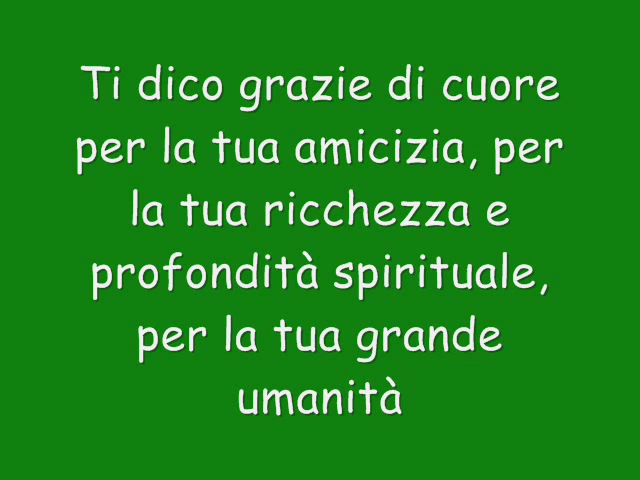 Ti dico grazie di cuore
per la tua amicizia, per
la tua ricchezza e
profondità spirituale,
per la tua grande
umanità